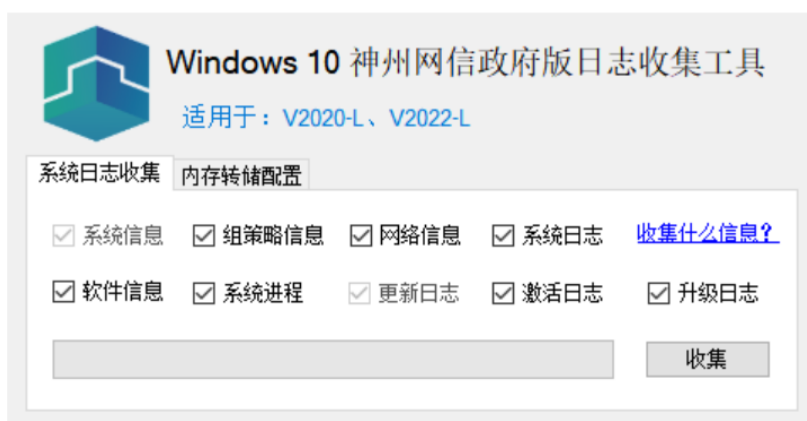 Windows 10 神州网信政府版日志收集工具
适用于：V2020-L、V2022-L
系统日志收集 内存转储配置
系统信息 组策略信息 网络信息 系统日志 收集什么信息？
软件信息 系统进程 更新日志 激活日志 升级日志
收集